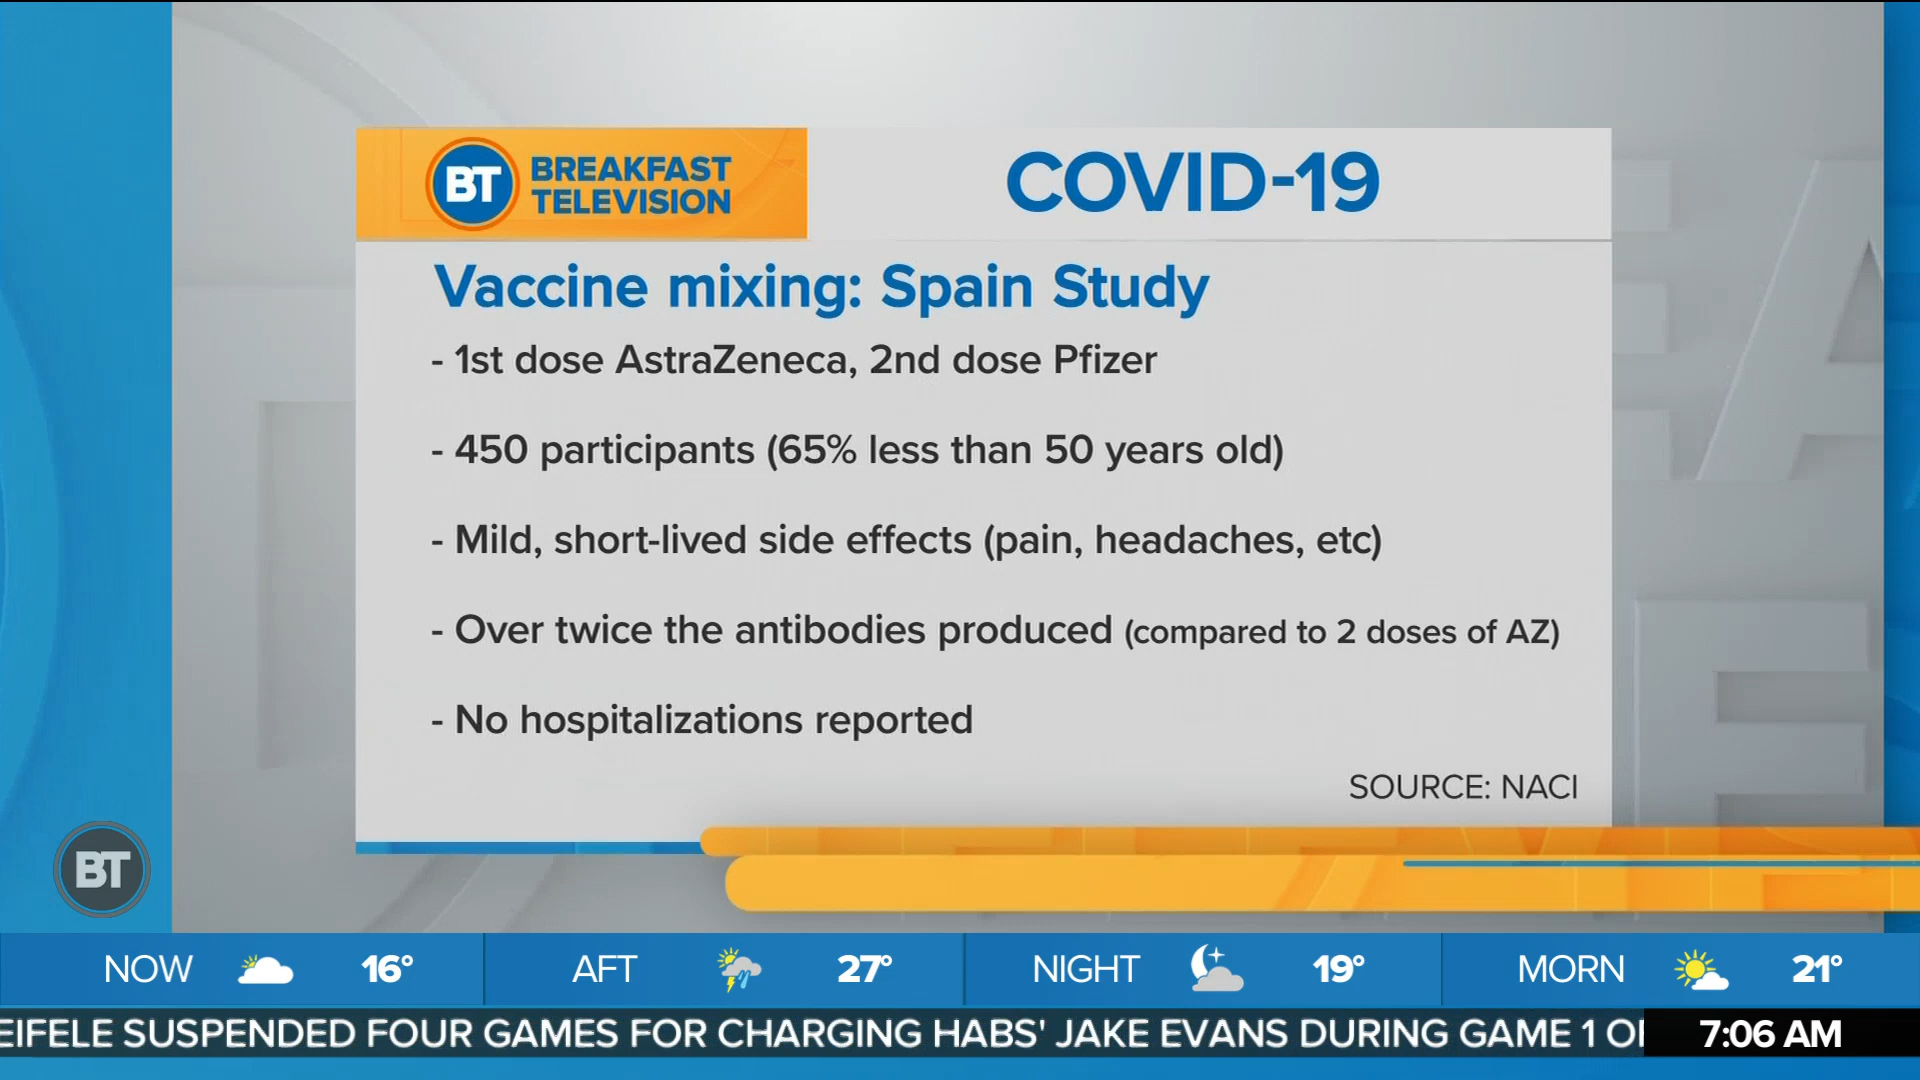 BT BREAKFAST
TELEVISION
COVID-19
Vaccine mixing: Spain Study
- 1st dose AstraZeneca, 2nd dose Pfizer
- 450 participants (65% less than 50 years old)
- Mild, short-lived side effects (pain, headaches, etc)
- Over twice the antibodies produced (compared to 2 doses of AZ)
- No hospitalizations reported
SOURCE: NACI
BT
NOW 16° AFT 27° NIGHT 19° MORN 21°
EIFELE SUSPENDED FOUR GAMES FOR CHARGING HABS' JAKE EVANS DURING GAME 1 O
7:06 AM